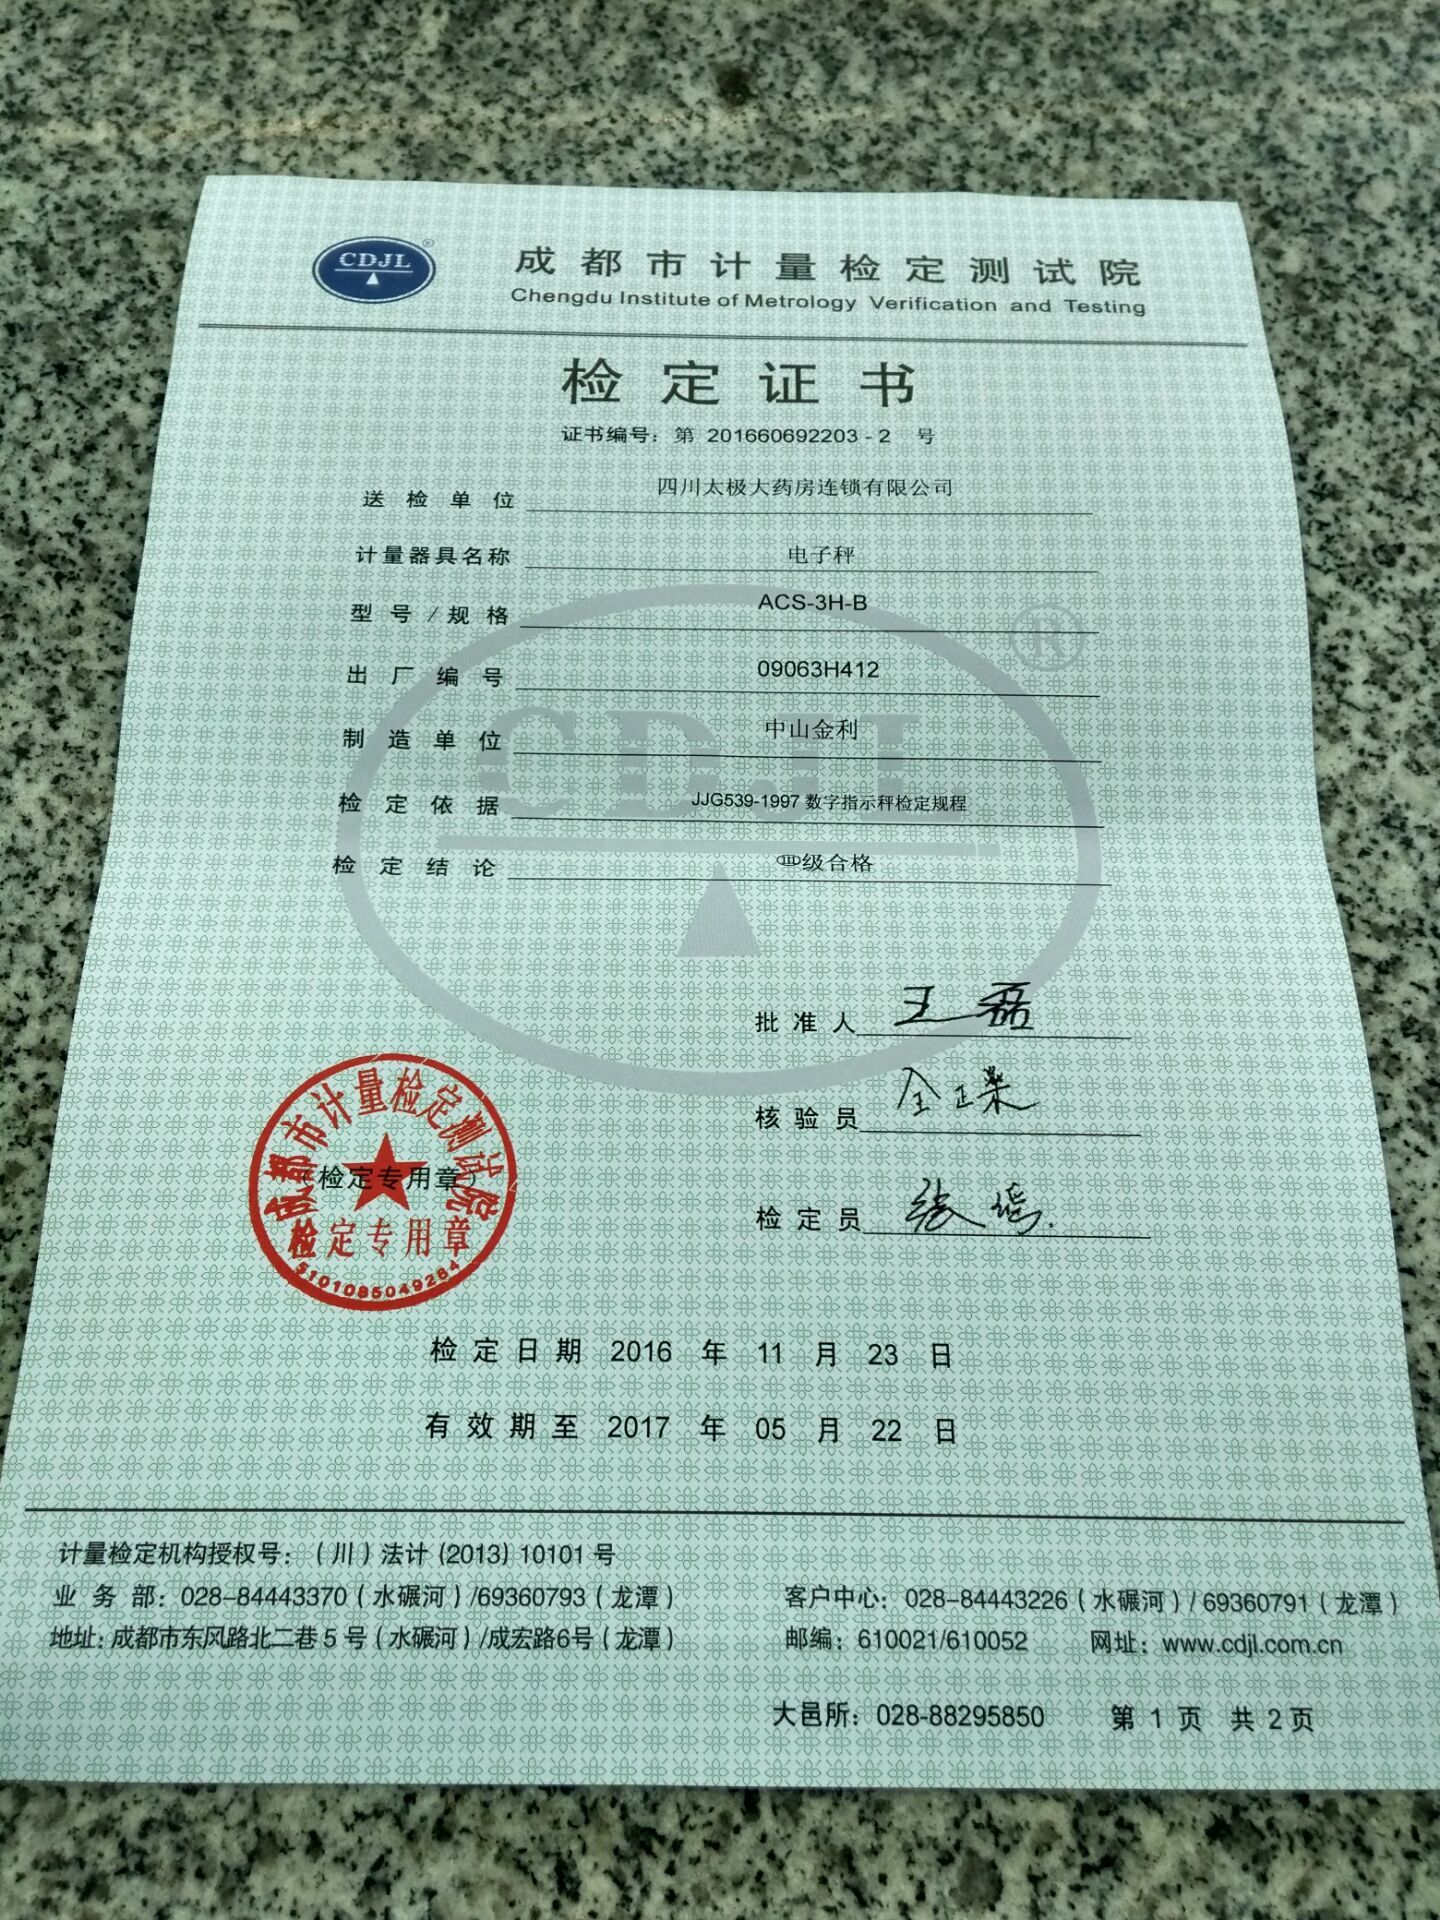 CDJL ®
成都市计量检定测试院
Chengdu Institute of Metrology Verification and Testing
检定证书
证书编号：第 201660692203 - 2 号
送检单位 四川太极大药房连锁有限公司
计量器具名称 电子秤
型号/规格 ACS-3H-B
出厂编号 09063H412
制造单位 中山金利
检定依据 JJG539-1997 数字指示秤检定规程
检定结论 Ⅲ级合格
CDJL ®
批准人 王磊
核验员 全正荣
检定员 张瑶
成都市计量检定测试院
（检定专用章）
检定专用章
5101085049284
检定日期 2016 年 11 月 23 日
有效期至 2017 年 05 月 22 日
计量检定机构授权号：（川）法计 (2013) 10101 号
业务部：028-84443370（水碾河）/69360793（龙潭） 客户中心：028-84443226（水碾河）/ 69360791（龙潭）
地址：成都市东风路北二巷 5 号（水碾河）/成宏路6号（龙潭） 邮编：610021/610052 网址：www.cdjl.com.cn
大邑所：028-88295850 第 1 页 共 2 页